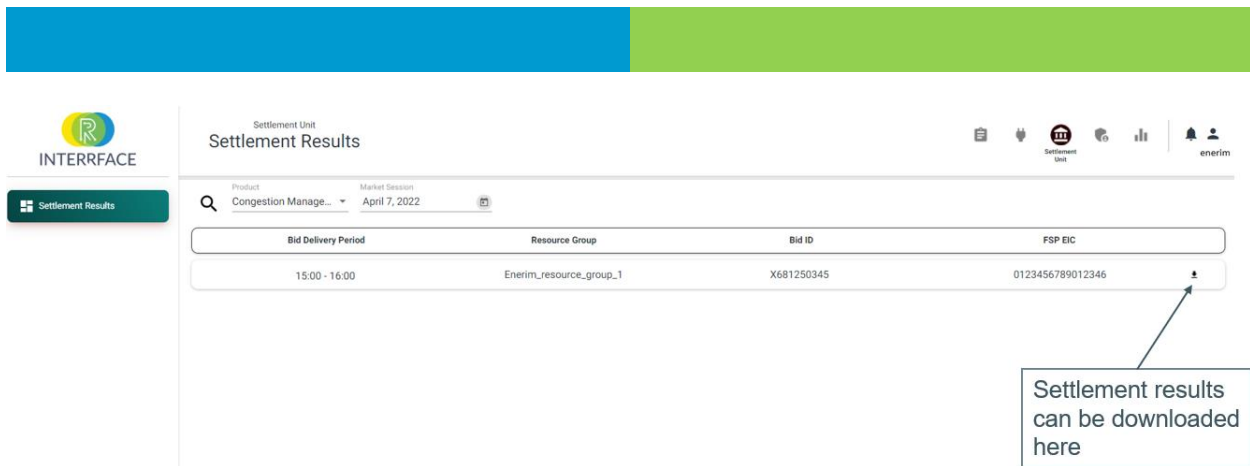 INTERRFACE
Settlement Unit
Settlement Results
Settlement
Unit
enerim
Settlement Results
Product
Congestion Manage...
Market Session
April 7, 2022
Bid Delivery Period Resource Group Bid ID FSP EIC
15:00 - 16:00 Enerim_resource_group_1 X681250345 0123456789012346
Settlement results
can be downloaded
here